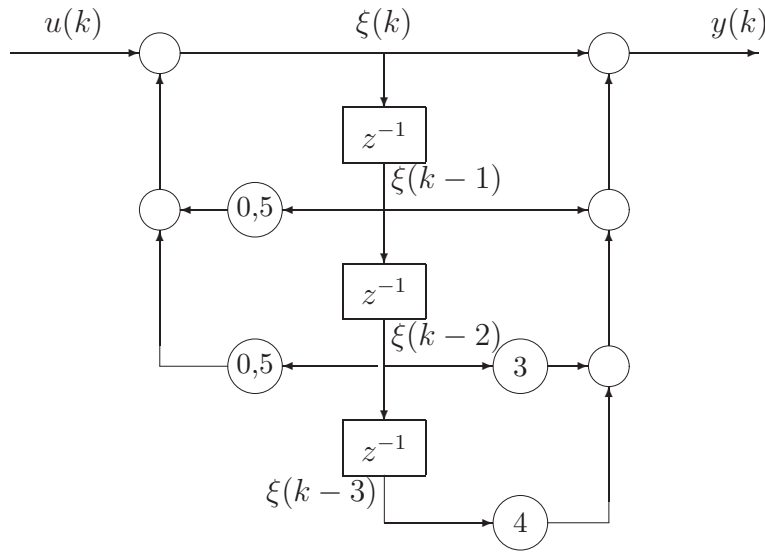 u(k)
ξ(k)
y(k)
z⁻¹
ξ(k − 1)
0,5
z⁻¹
ξ(k − 2)
0,5
3
z⁻¹
ξ(k − 3)
4